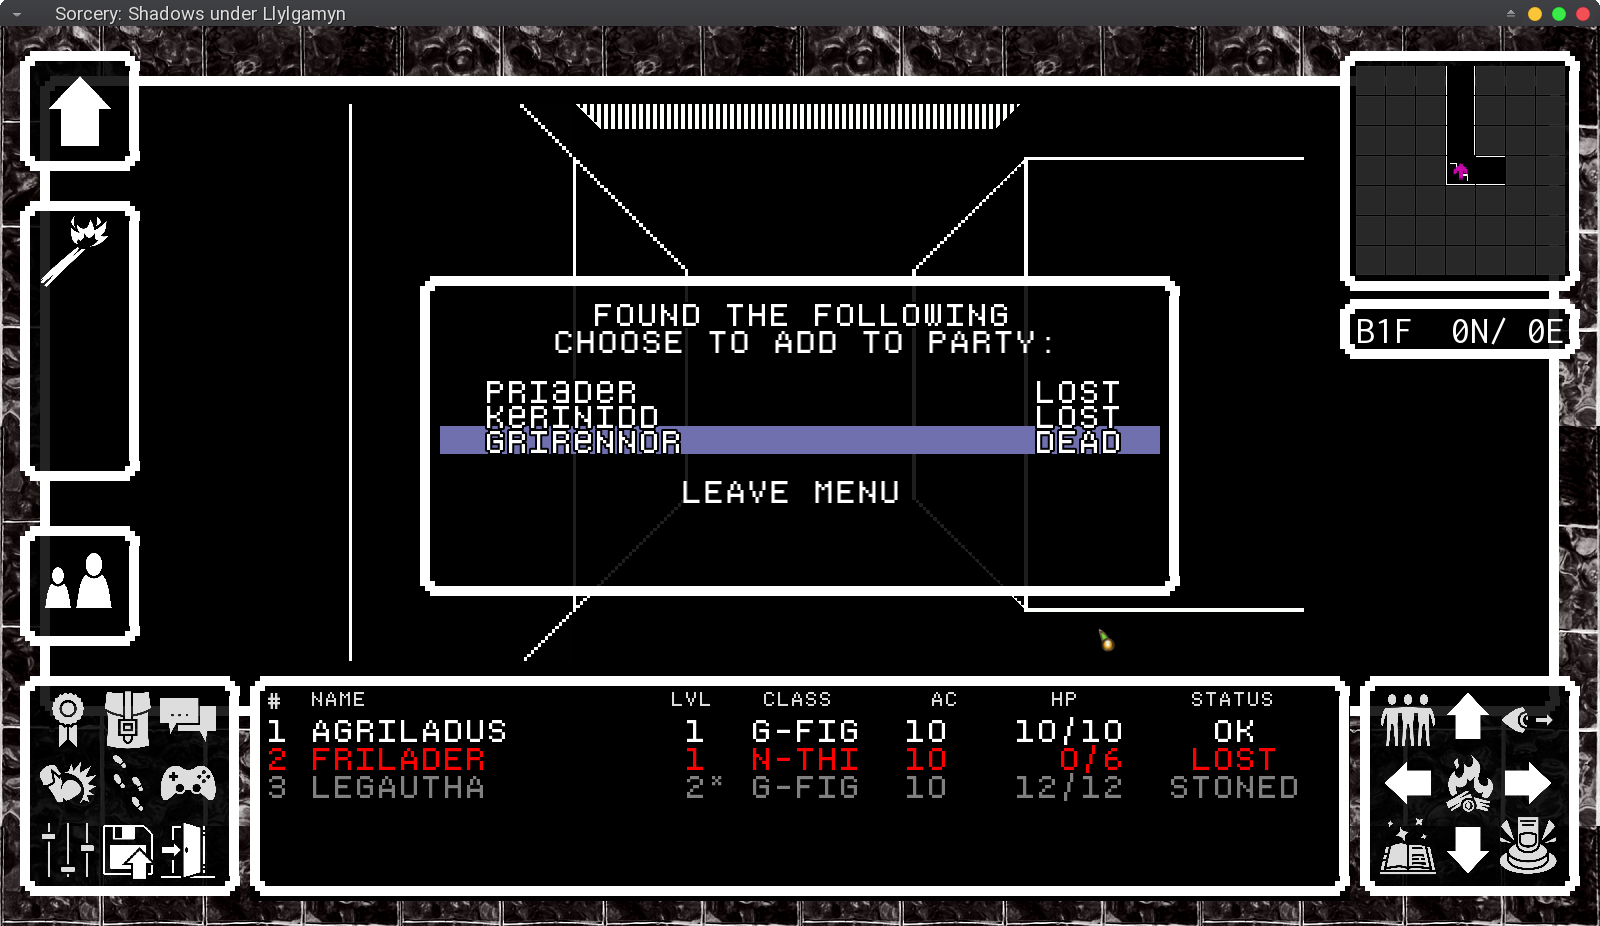 Sorcery: Shadows under Llylgamyn
B1F 0N/ 0E
FOUND THE FOLLOWING
CHOOSE TO ADD TO PARTY:
PRIaDeR LOST
KeRINIDD LOST
GRIReNNOR DEAD
LEAVE MENU
# NAME LVL CLASS AC HP STATUS
1 AGRILADUS 1 G-FIG 10 10/10 OK
2 FRILADER 1 N-THI 10 0/6 LOST
3 LEGAUTHA 2* G-FIG 10 12/12 STONED